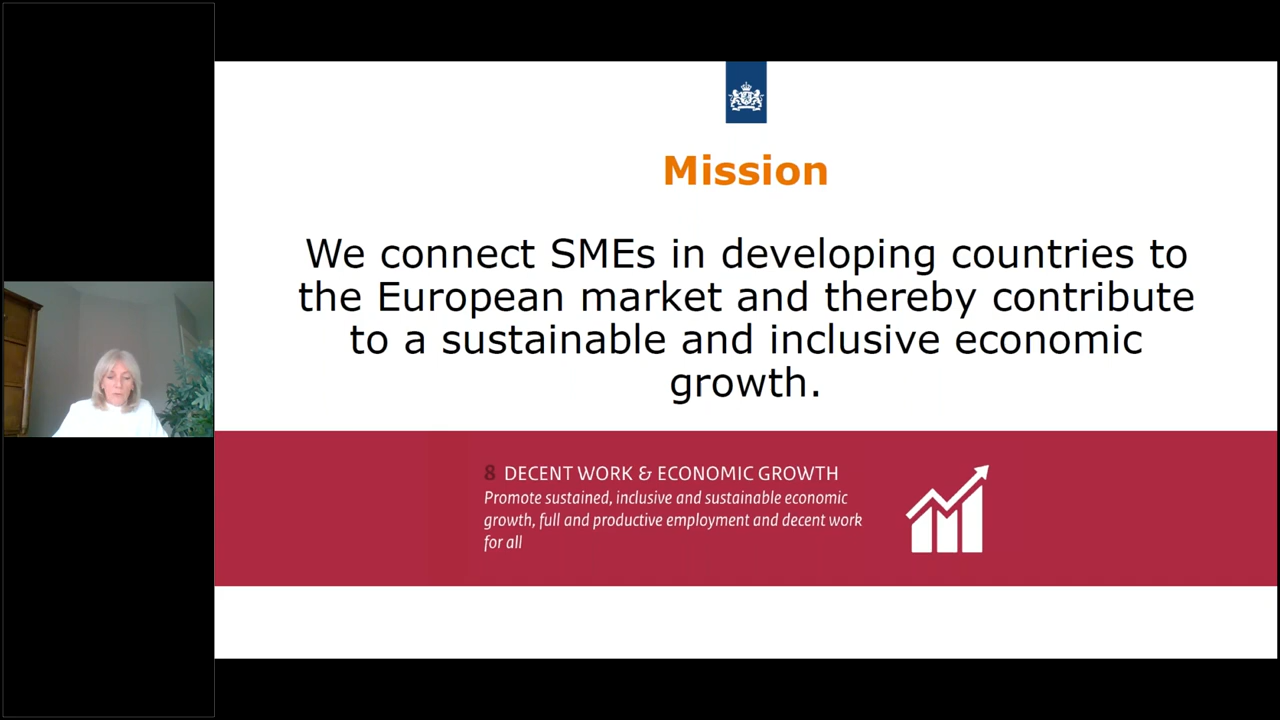 Mission
We connect SMEs in developing countries to
the European market and thereby contribute
to a sustainable and inclusive economic
growth.
8 DECENT WORK & ECONOMIC GROWTH
Promote sustained, inclusive and sustainable economic
growth, full and productive employment and decent work
for all